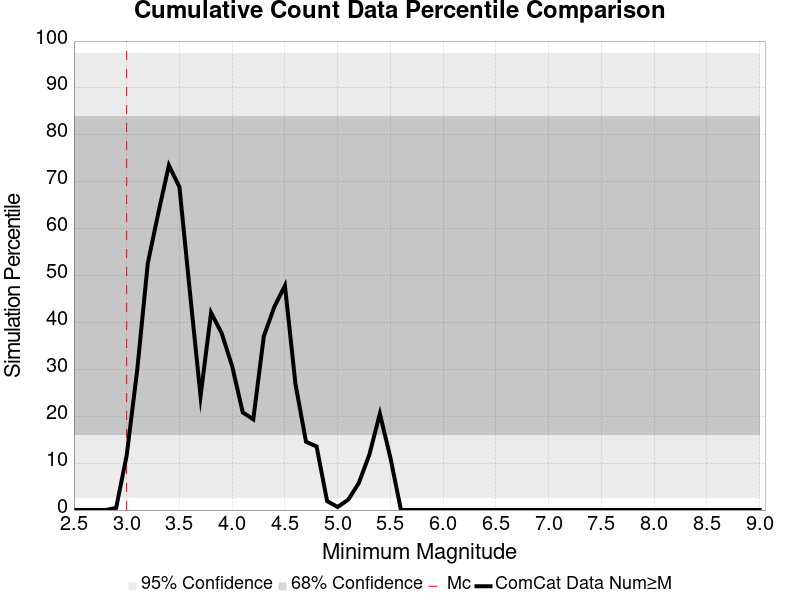 Cumulative Count Data Percentile Comparison
100
90
80
70
60
50
40
30
20
10
0
Simulation Percentile
2.5 3.0 3.5 4.0 4.5 5.0 5.5 6.0 6.5 7.0 7.5 8.0 8.5 9.0
Minimum Magnitude
95% Confidence 68% Confidence Mc ComCat Data Num≥M